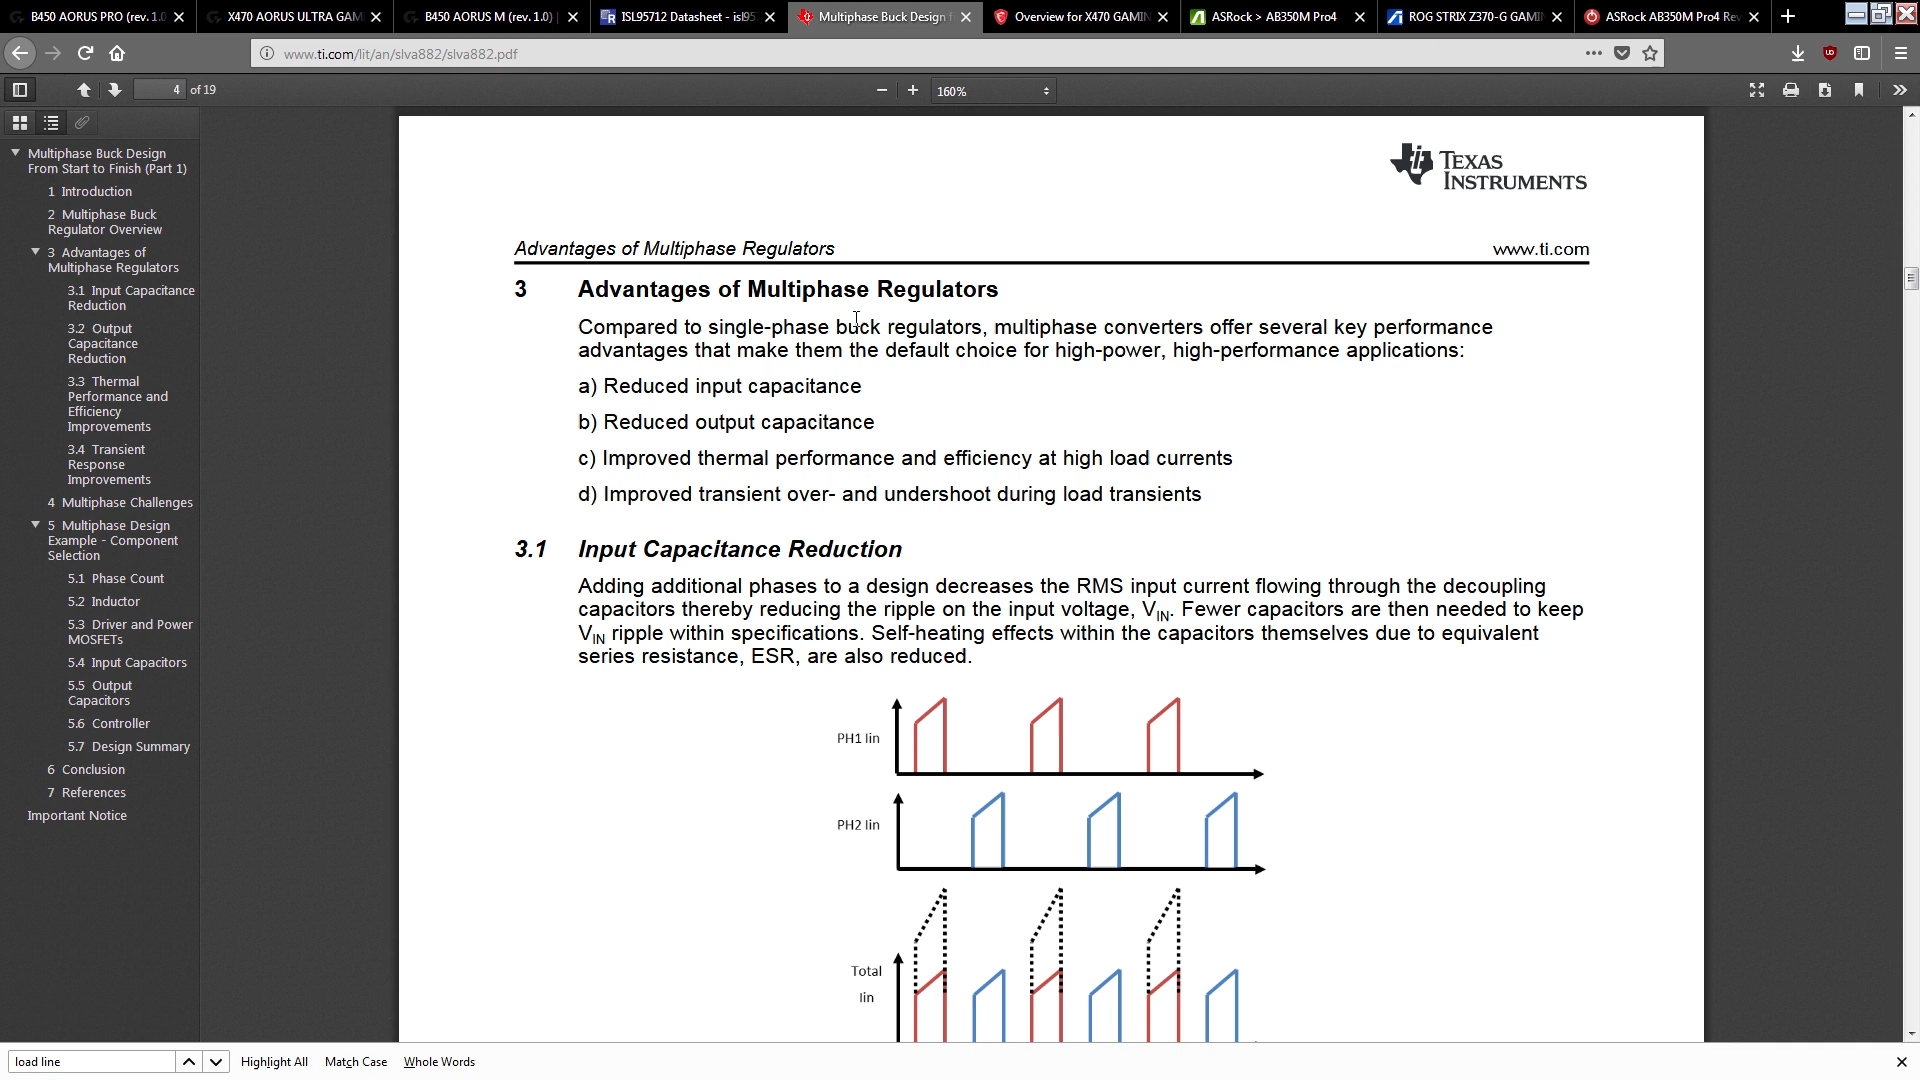 B450 AORUS PRO (rev. 1.0
X470 AORUS ULTRA GAM
B450 AORUS M (rev. 1.0) |
ISL95712 Datasheet - isl95
Multiphase Buck Design f
Overview for X470 GAMIN
ASRock > AB350M Pro4
ROG STRIX Z370-G GAMI
ASRock AB350M Pro4 Rev
www.ti.com/lit/an/slva882/slva882.pdf
4 of 19
160%
Multiphase Buck Design
From Start to Finish (Part 1)
1 Introduction
2 Multiphase Buck
Regulator Overview
3 Advantages of
Multiphase Regulators
3.1 Input Capacitance
Reduction
3.2 Output
Capacitance
Reduction
3.3 Thermal
Performance and
Efficiency
Improvements
3.4 Transient
Response
Improvements
4 Multiphase Challenges
5 Multiphase Design
Example - Component
Selection
5.1 Phase Count
5.2 Inductor
5.3 Driver and Power
MOSFETs
5.4 Input Capacitors
5.5 Output
Capacitors
5.6 Controller
5.7 Design Summary
6 Conclusion
7 References
Important Notice
TEXAS
INSTRUMENTS
Advantages of Multiphase Regulators
www.ti.com
3 Advantages of Multiphase Regulators
Compared to single-phase buck regulators, multiphase converters offer several key performance
advantages that make them the default choice for high-power, high-performance applications:
a) Reduced input capacitance
b) Reduced output capacitance
c) Improved thermal performance and efficiency at high load currents
d) Improved transient over- and undershoot during load transients
3.1 Input Capacitance Reduction
Adding additional phases to a design decreases the RMS input current flowing through the decoupling
capacitors thereby reducing the ripple on the input voltage, VIN. Fewer capacitors are then needed to keep
VIN ripple within specifications. Self-heating effects within the capacitors themselves due to equivalent
series resistance, ESR, are also reduced.
PH1 Iin
PH2 Iin
Total
Iin
load line
Highlight All
Match Case
Whole Words